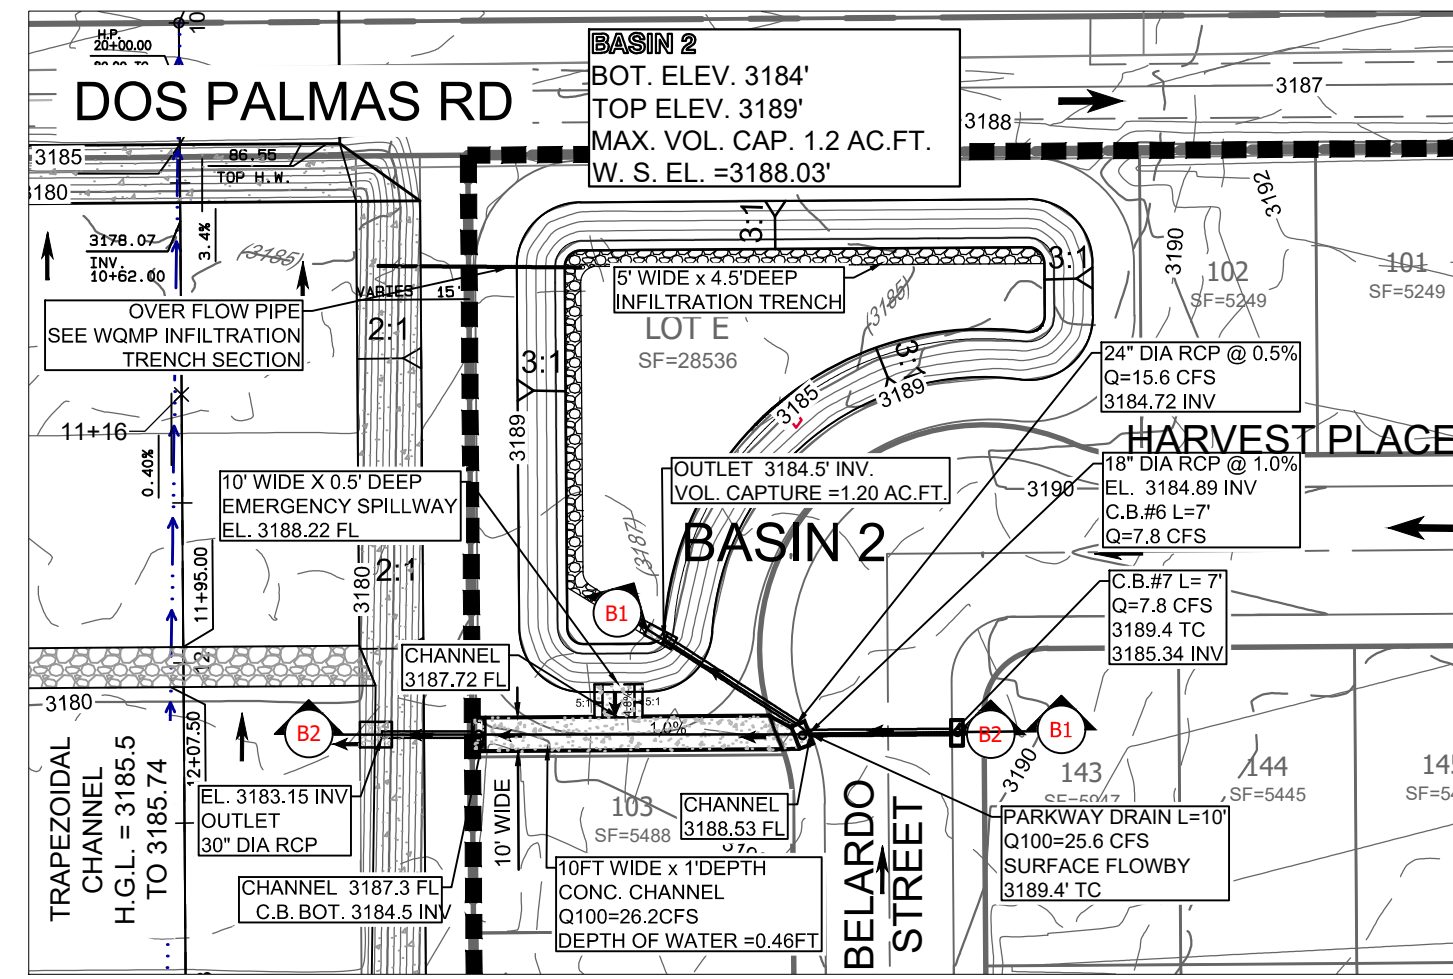 H.P.
20+00.00
10
DOS PALMAS RD
BASIN 2
BOT. ELEV. 3184'
TOP ELEV. 3189'
MAX. VOL. CAP. 1.2 AC.FT.
W. S. EL. =3188.03'
3187
3188
3185
3180
86.55
TOP H.W.
3178.07
INV.
10+62.00
3.4%
(3185)
VARIES 15'
OVER FLOW PIPE
SEE WQMP INFILTRATION
TRENCH SECTION
2:1
3:1
3:1
3:1
3:1
5' WIDE x 4.5'DEEP
INFILTRATION TRENCH
LOT E
SF=28536
(3185)
3192
3190
102
SF=5249
101
SF=5249
24" DIA RCP @ 0.5%
Q=15.6 CFS
3184.72 INV
3185
3189
3189
11+16
0.40%
HARVEST PLACE
18" DIA RCP @ 1.0%
EL. 3184.89 INV
C.B.#6 L=7'
Q=7.8 CFS
3190
10' WIDE X 0.5' DEEP
EMERGENCY SPILLWAY
EL. 3188.22 FL
OUTLET 3184.5' INV.
VOL. CAPTURE =1.20 AC.FT.
BASIN 2
(3187)
11+95.00
3180
2:1
C.B.#7 L= 7'
Q=7.8 CFS
3189.4 TC
3185.34 INV
B1
CHANNEL
3187.72 FL
12
3180
5:1
4.8%
5:1
1.0%
B2
B2
B1
12+07.50
TRAPEZOIDAL
CHANNEL
H.G.L. = 3185.5
TO 3185.74
EL. 3183.15 INV
OUTLET
30" DIA RCP
10' WIDE
103
SF=5488
CHANNEL
3188.53 FL
3190
143
SF=5947
144
SF=5445
PARKWAY DRAIN L=10'
Q100=25.6 CFS
SURFACE FLOWBY
3189.4' TC
CHANNEL 3187.3 FL
C.B. BOT. 3184.5 INV
10FT WIDE x 1'DEPTH
CONC. CHANNEL
Q100=26.2CFS
DEPTH OF WATER =0.46FT
BELARDO
STREET